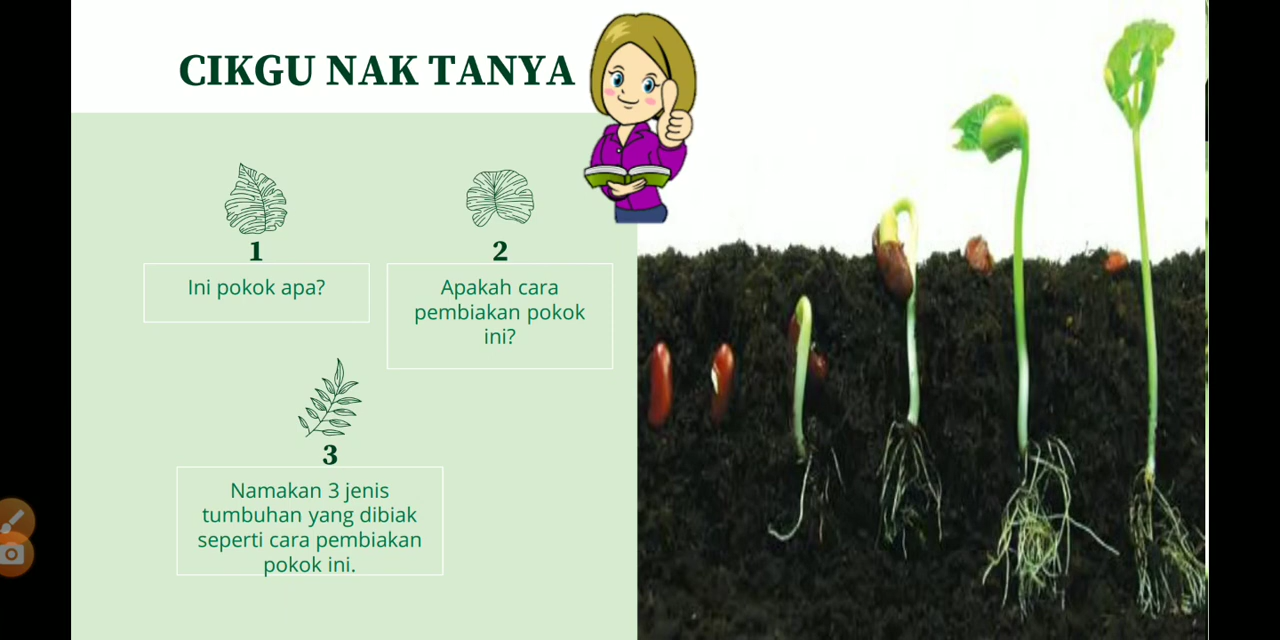 CIKGU NAK TANYA
1
Ini pokok apa?
2
Apakah cara
pembiakan pokok
ini?
3
Namakan 3 jenis
tumbuhan yang dibiak
seperti cara pembiakan
pokok ini.